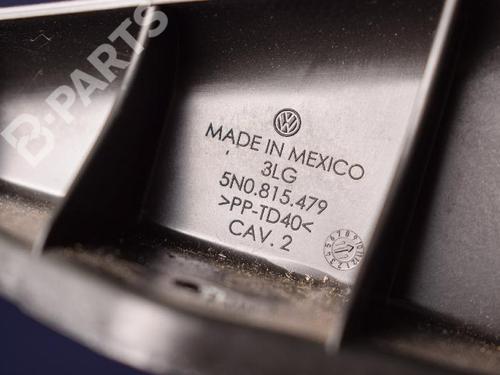 B-PARTS
MADE IN MEXICO
3LG
5N0.815.479
>PP-TD40<
CAV. 2